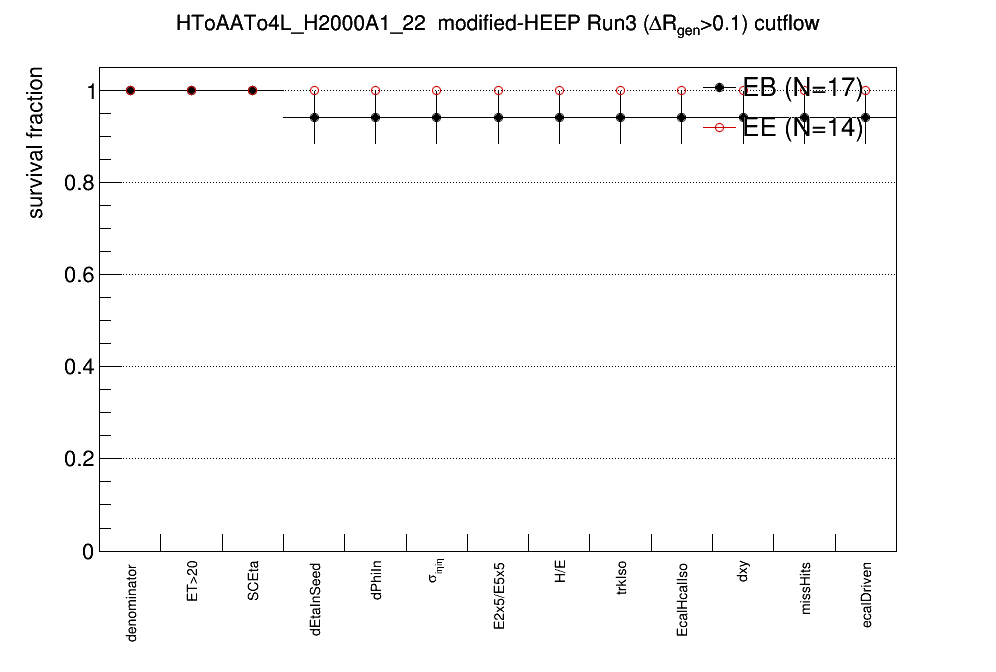 HToAATo4L_H2000A1_22 modified-HEEP Run3 (ΔRgen>0.1) cutflow
survival fraction
1
0.8
0.6
0.4
0.2
0
EB (N=17)
EE (N=14)
denominator
ET>20
SCEta
dEtaInSeed
dPhiIn
σiηiη
E2x5/E5x5
H/E
trkIso
EcalHcalIso
dxy
missHits
ecalDriven